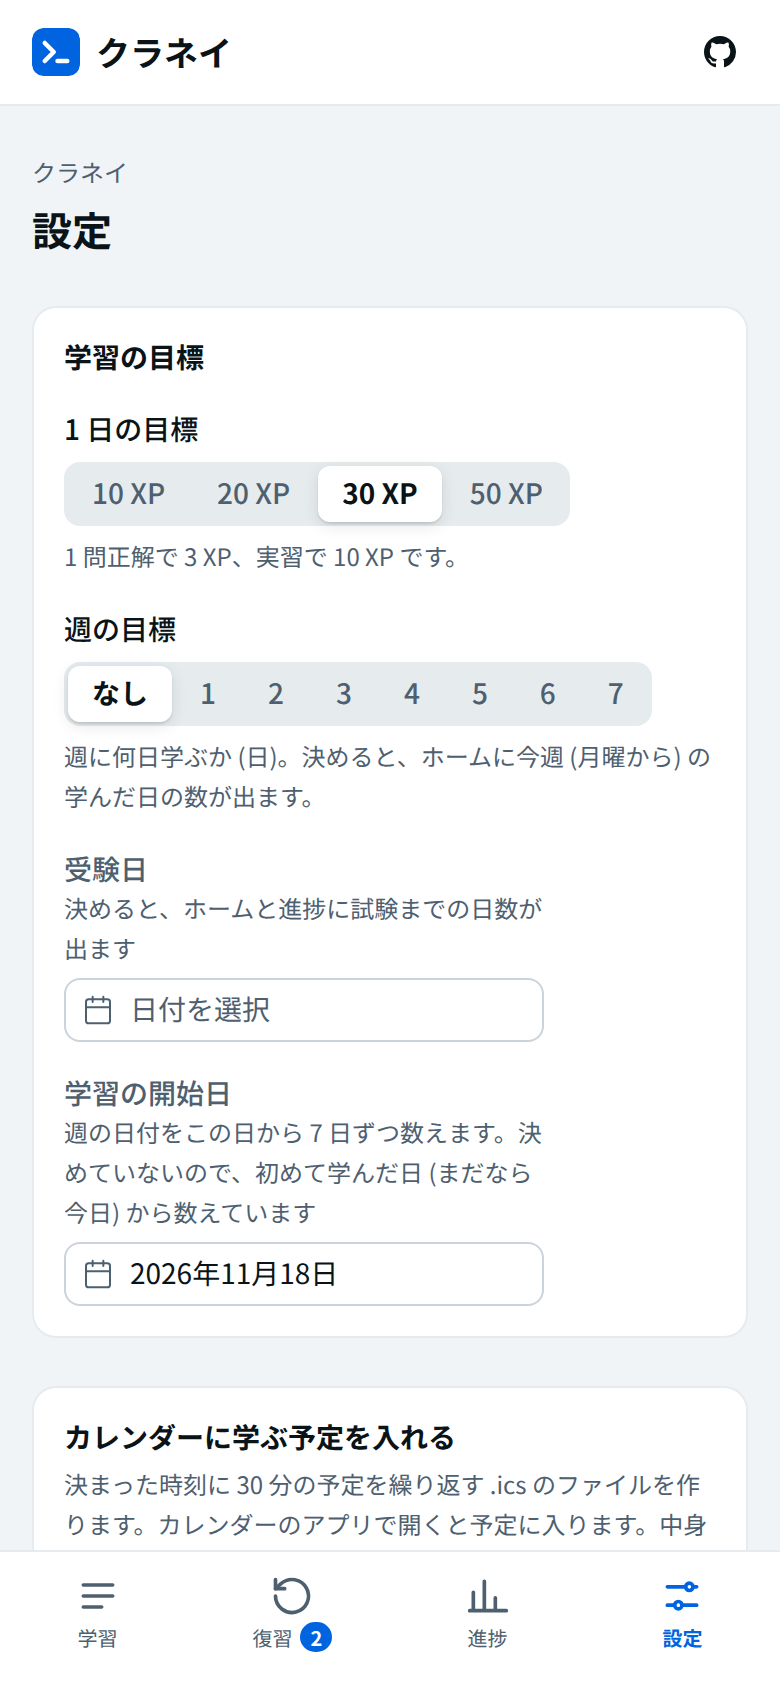 クラネイ
クラネイ
設定
学習の目標
1 日の目標
10 XP 20 XP 30 XP 50 XP
1 問正解で 3 XP、実習で 10 XP です。
週の目標
なし 1 2 3 4 5 6 7
週に何日学ぶか (日)。決めると、ホームに今週 (月曜から) の
学んだ日の数が出ます。
受験日
決めると、ホームと進捗に試験までの日数が
出ます
日付を選択
学習の開始日
週の日付をこの日から 7 日ずつ数えます。決
めていないので、初めて学んだ日 (まだなら
今日) から数えています
2026年11月18日
カレンダーに学ぶ予定を入れる
決まった時刻に 30 分の予定を繰り返す .ics のファイルを作
ります。カレンダーのアプリで開くと予定に入ります。中身
学習 復習 2 進捗 設定